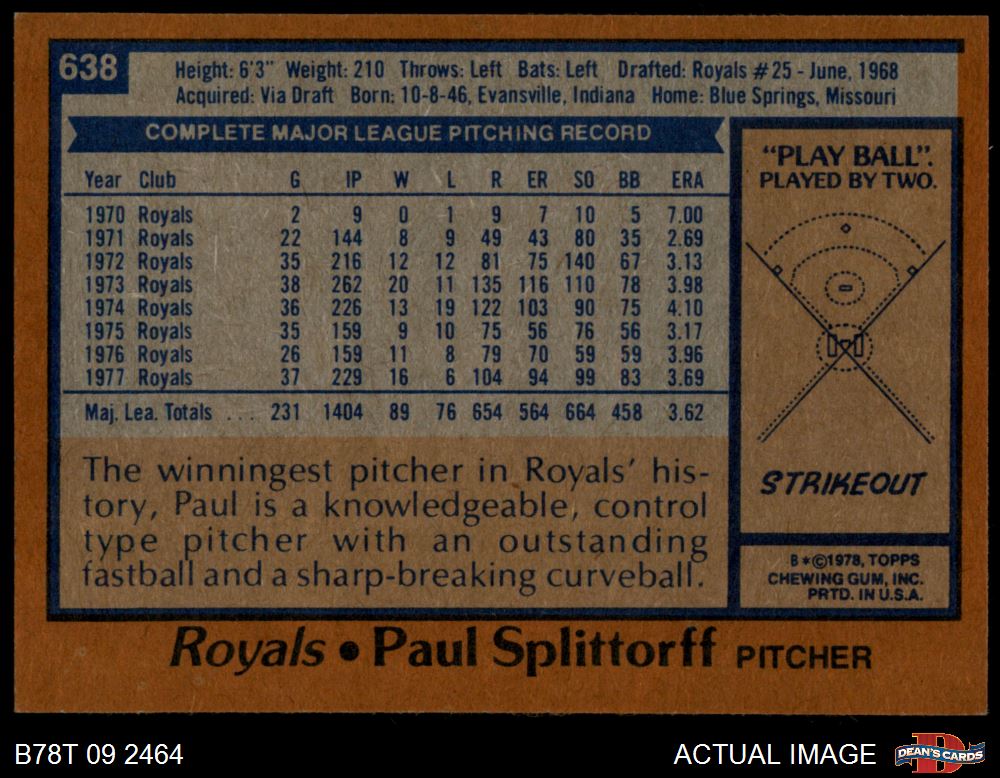 638
Height: 6'3" Weight: 210 Throws: Left Bats: Left Drafted: Royals #25 - June, 1968
Acquired: Via Draft Born: 10-8-46, Evansville, Indiana Home: Blue Springs, Missouri
COMPLETE MAJOR LEAGUE PITCHING RECORD
Year Club G IP W L R ER SO BB ERA
1970 Royals 2 9 0 1 9 7 10 5 7.00
1971 Royals 22 144 8 9 49 43 80 35 2.69
1972 Royals 35 216 12 12 81 75 140 67 3.13
1973 Royals 38 262 20 11 135 116 110 78 3.98
1974 Royals 36 226 13 19 122 103 90 75 4.10
1975 Royals 35 159 9 10 75 56 76 56 3.17
1976 Royals 26 159 11 8 79 70 59 59 3.96
1977 Royals 37 229 16 6 104 94 99 83 3.69
Maj. Lea. Totals ... 231 1404 89 76 654 564 664 458 3.62
The winningest pitcher in Royals' his-
tory, Paul is a knowledgeable, control
type pitcher with an outstanding
fastball and a sharp-breaking curveball.
"PLAY BALL".
PLAYED BY TWO.
STRIKEOUT
B*©1978, TOPPS
CHEWING GUM, INC.
PRTD. IN U.S.A.
Royals • Paul Splittorff PITCHER
B78T 09 2464
ACTUAL IMAGE
D
DEAN'S CARDS